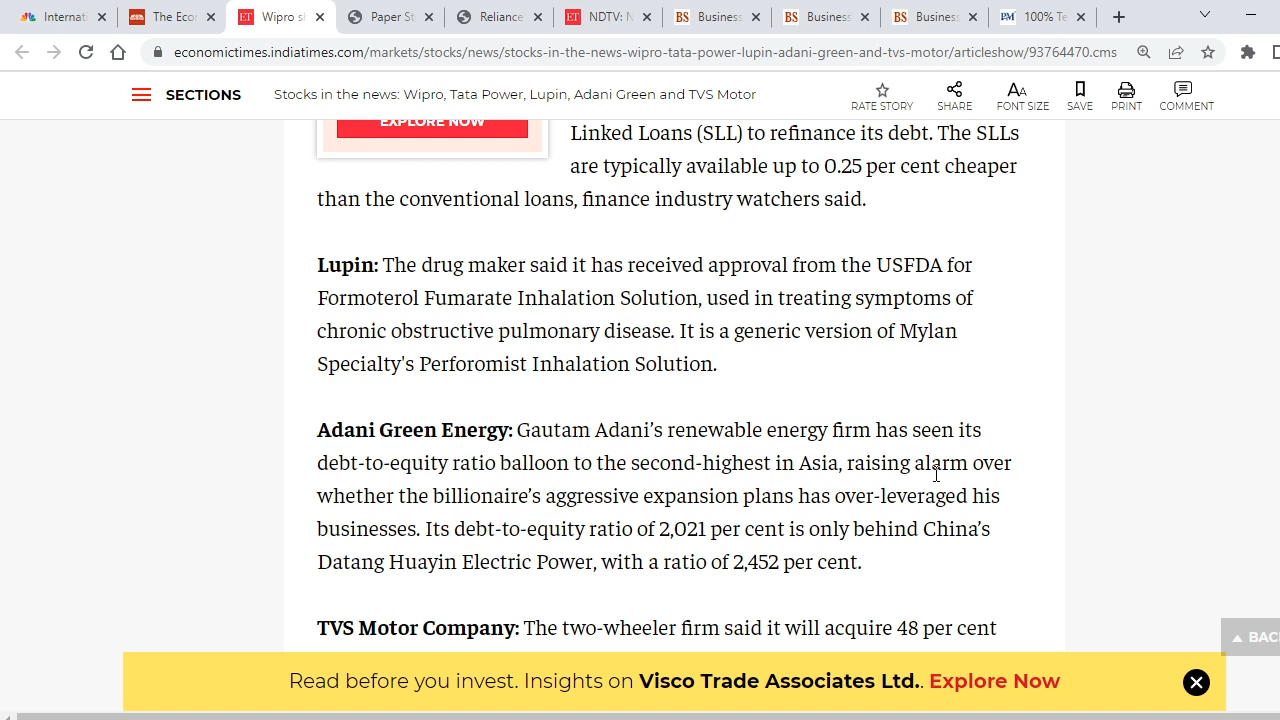 Internati
The Econ
Wipro sh
Paper M
Reliance
NDTV: N
Business
Business
Business
100% Te
economictimes.indiatimes.com/markets/stocks/news/stocks-in-the-news-wipro-tata-power-lupin-adani-green-and-tvs-motor/articleshow/93764470.cms
SECTIONS
Stocks in the news: Wipro, Tata Power, Lupin, Adani Green and TVS Motor
RATE STORY
SHARE
FONT SIZE
SAVE
PRINT
COMMENT
EXPLORE NOW
Linked Loans (SLL) to refinance its debt. The SLLs
are typically available up to 0.25 per cent cheaper
than the conventional loans, finance industry watchers said.
Lupin: The drug maker said it has received approval from the USFDA for
Formoterol Fumarate Inhalation Solution, used in treating symptoms of
chronic obstructive pulmonary disease. It is a generic version of Mylan
Specialty's Perforomist Inhalation Solution.
Adani Green Energy: Gautam Adani's renewable energy firm has seen its
debt-to-equity ratio balloon to the second-highest in Asia, raising alarm over
whether the billionaire's aggressive expansion plans has over-leveraged his
businesses. Its debt-to-equity ratio of 2,021 per cent is only behind China's
Datang Huayin Electric Power, with a ratio of 2,452 per cent.
TVS Motor Company: The two-wheeler firm said it will acquire 48 per cent
BAC
Read before you invest. Insights on Visco Trade Associates Ltd.. Explore Now